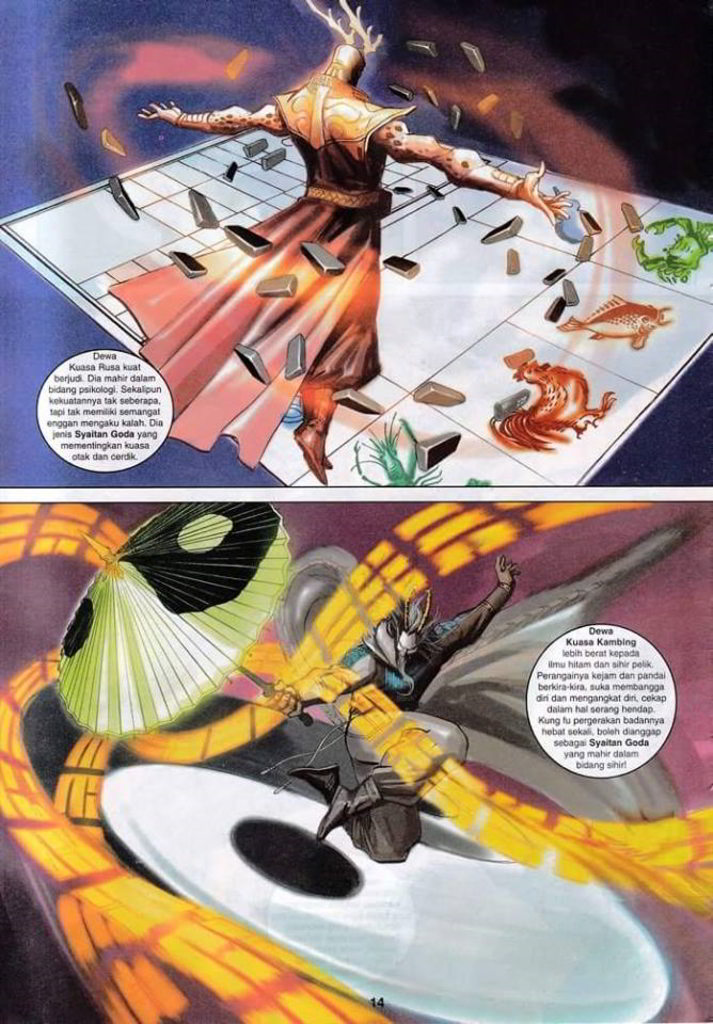 Dewa
Kuasa Rusa kuat
berjudi. Dia mahir dalam
bidang psikologi. Sekalipun
kekuatannya tak seberapa,
tapi tak memiliki semangat
enggan mengaku kalah. Dia
jenis Syaitan Goda yang
mementingkan kuasa
otak dan cerdik.
Dewa
Kuasa Kambing
lebih berat kepada
ilmu hitam dan sihir pelik.
Perangainya kejam dan pandai
berkira-kira, suka membangga
diri dan mengangkat diri, cekap
dalam hal serang hendap.
Kung fu pergerakan badannya
hebat sekali, boleh dianggap
sebagai Syaitan Goda
yang mahir dalam
bidang sihir!
14